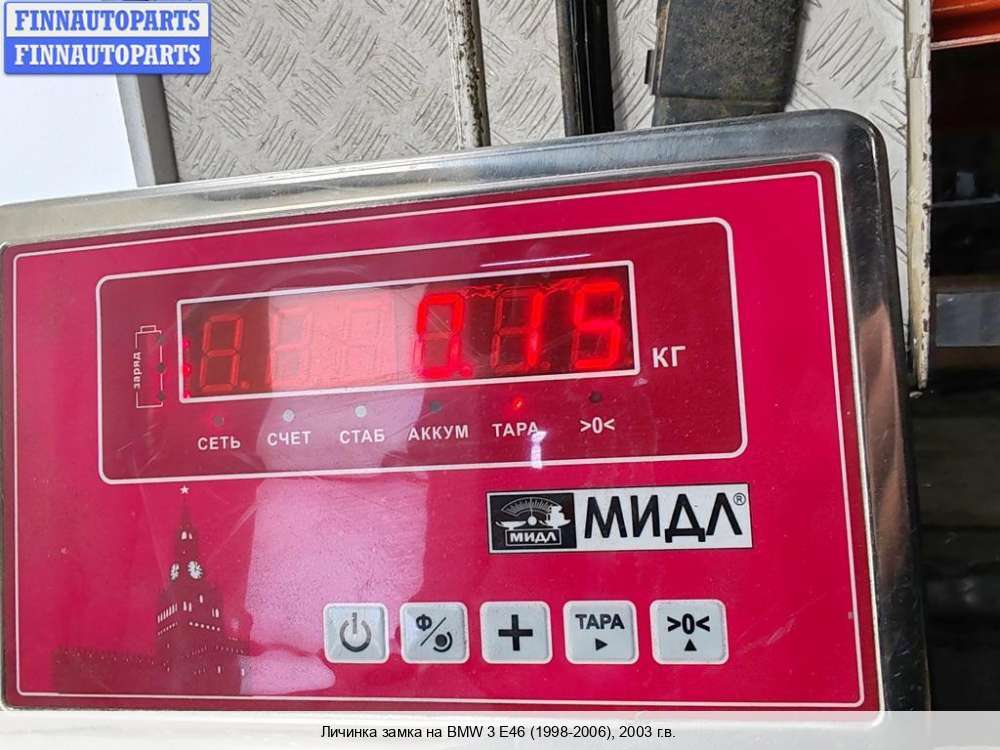 FINNAUTOPARTS
FINNAUTOPARTS
0.15
КГ
заряд
СЕТЬ СЧЕТ СТАБ АККУМ ТАРА >0<
МИДЛ МИДЛ®
Ф/ + ТАРА >0<
Личинка замка на BMW 3 E46 (1998-2006), 2003 г.в.